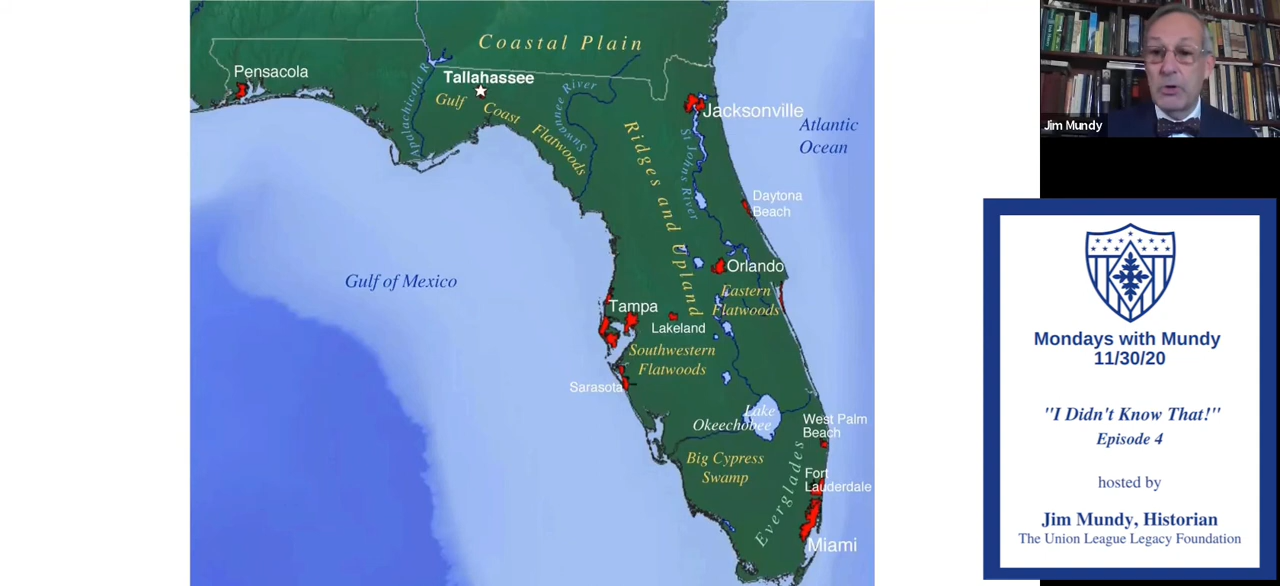 Coastal Plain
Pensacola
Tallahassee
Apalachicola R.
Gulf Coast Flatwoods
Suwannee River
Jacksonville
Atlantic
Ocean
St Johns River
Ridges and Upland
Daytona
Beach
Gulf of Mexico
Orlando
Eastern
Flatwoods
Tampa
Lakeland
Southwestern
Flatwoods
Sarasota
Lake
Okeechobee
West Palm
Beach
Big Cypress
Swamp
Everglades
Fort
Lauderdale
Miami
Jim Mundy
Mondays with Mundy
11/30/20
"I Didn't Know That!"
Episode 4
hosted by
Jim Mundy, Historian
The Union League Legacy Foundation